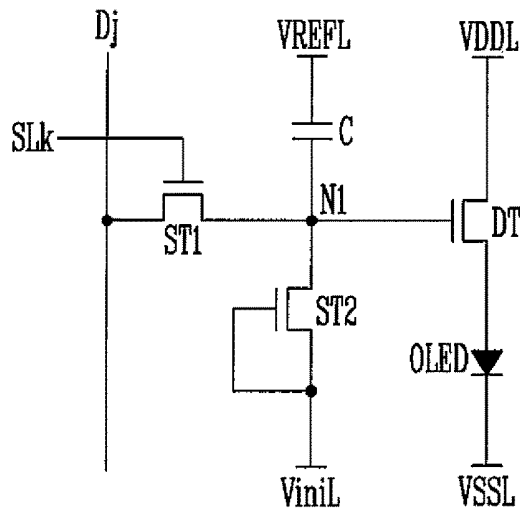 Dj
VREFL
VDDL
SLk
C
N1
ST1
DT
ST2
OLED
ViniL
VSSL